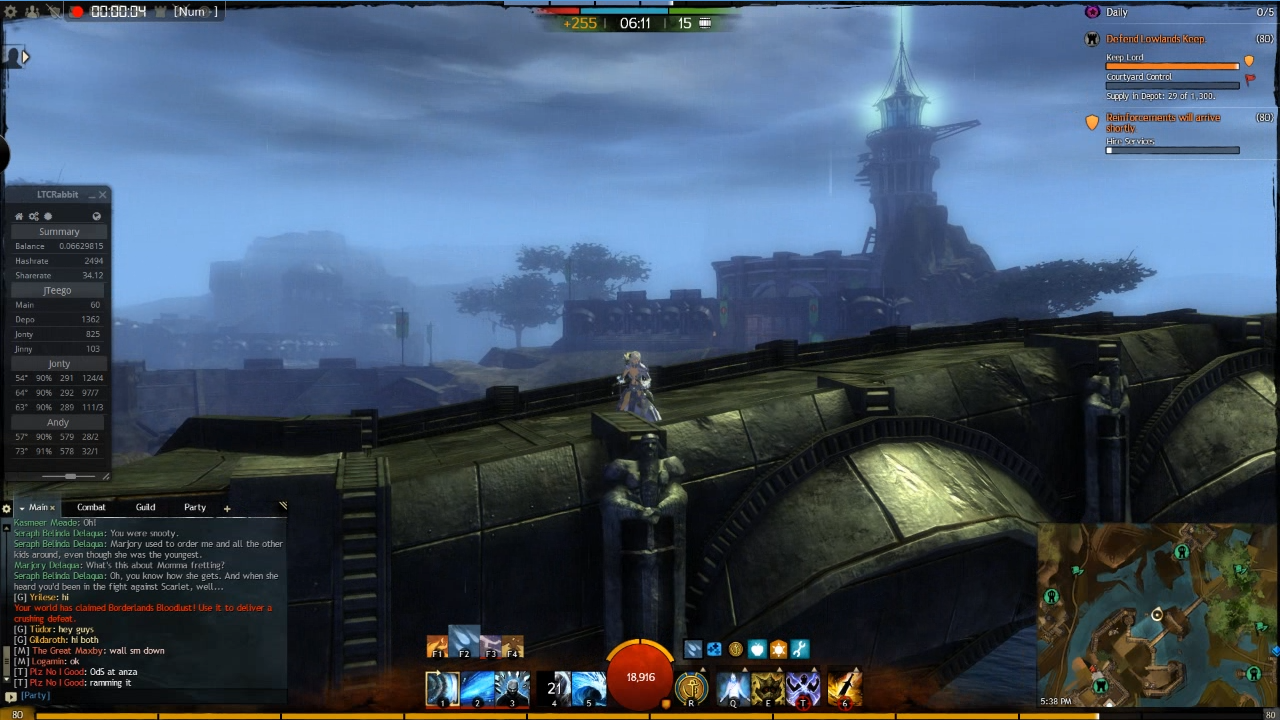 00:00:04 [Num -]
+255 | 06:11 | 15
Daily 0/5
Defend Lowlands Keep. (80)
Keep Lord
Courtyard Control
Supply in Depot: 29 of 1,300.
Reinforcements will arrive (80)
shortly
Hire Services
LTCRabbit
Summary
Balance 0.06629815
Hashrate 2494
Sharerate 34.12
JTeego
Main 60
Depo 1362
Jonty 825
Jinny 103
Jonty
54° 90% 291 124/4
64° 90% 292 97/7
63° 90% 289 111/3
Andy
57° 90% 579 28/2
73° 91% 578 32/1
Main Combat Guild Party +
Kasmeer Meade: Oh!
Seraph Belinda Delaqua: You were snooty.
Seraph Belinda Delaqua: Marjory used to order me and all the other
kids around, even though she was the youngest.
Marjory Delaqua: What's this about Momma fretting?
Seraph Belinda Delaqua: Oh, you know how she gets. And when she
heard you'd been in the fight against Scarlet, well...
[G] Yrilese: hi
Your world has claimed Borderlands Bloodlust! Use it to deliver a
crushing defeat.
[G] Tüdor: hey guys
[G] Gildaroth: hi both
[M] The Great Maxby: wall sm down
[M] Logamin: ok
[T] Plz No I Good: OdS at anza
[T] Plz No I Good: ramming it
[Party]
F1 F2 F3 F4
21
1 2 3 4 5
18,916
R Q E T 6
5:38 PM
80
80